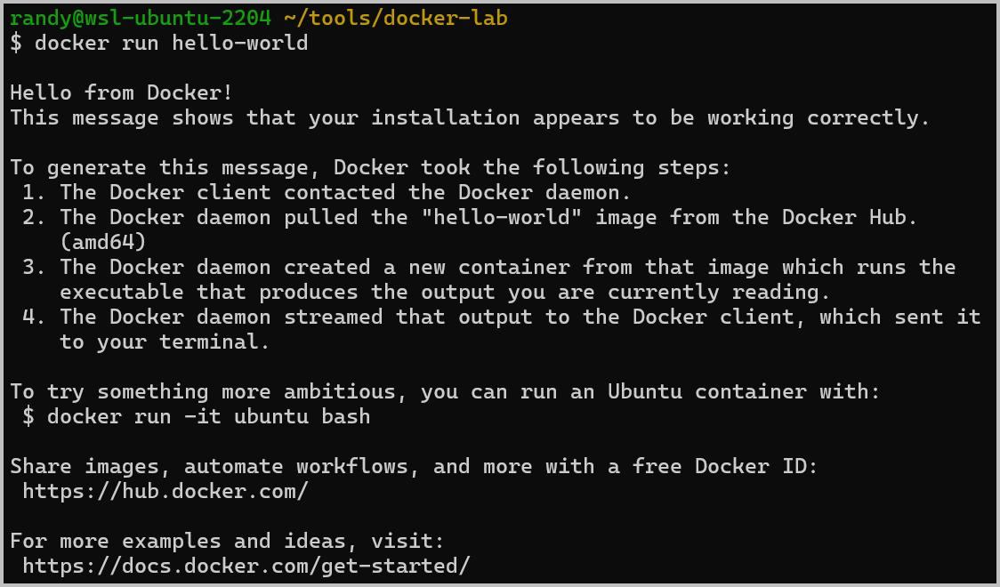 randy@wsl-ubuntu-2204 ~/tools/docker-lab
$ docker run hello-world
Hello from Docker!
This message shows that your installation appears to be working correctly.
To generate this message, Docker took the following steps:
1. The Docker client contacted the Docker daemon.
2. The Docker daemon pulled the "hello-world" image from the Docker Hub.
(amd64)
3. The Docker daemon created a new container from that image which runs the
executable that produces the output you are currently reading.
4. The Docker daemon streamed that output to the Docker client, which sent it
to your terminal.
To try something more ambitious, you can run an Ubuntu container with:
$ docker run -it ubuntu bash
Share images, automate workflows, and more with a free Docker ID:
https://hub.docker.com/
For more examples and ideas, visit:
https://docs.docker.com/get-started/